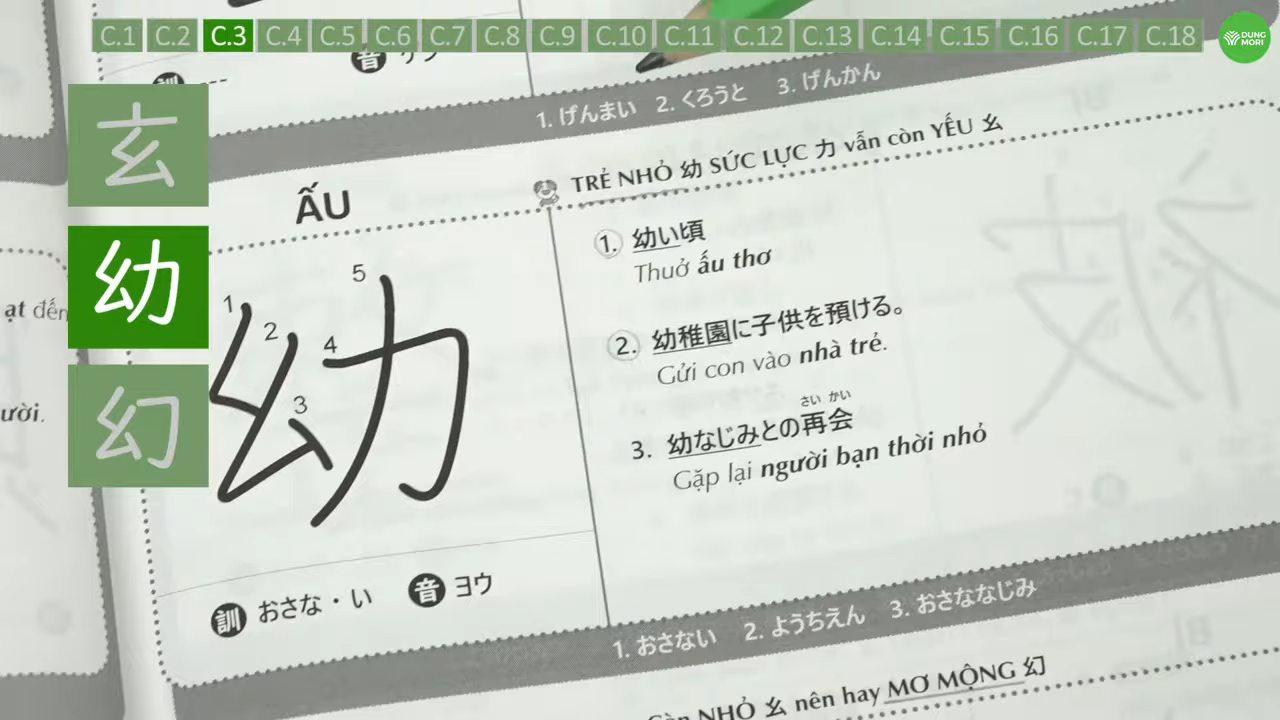 C.1 C.2 C.3 C.4 C.5 C.6 C.7 C.8 C.9 C.10 C.11 C.12 C.13 C.14 C.15 C.16 C.17 C.18
DUNG MORI
訓 --- 音
1. げんまい 2. くろうと 3. げんかん
玄
幼
幻
ẤU
TRẺ NHỎ 幼 SỨC LỰC 力 vẫn còn YẾU 幺
1. 幼い頃
Thuở ấu thơ
2. 幼稚園に子供を預ける。
Gửi con vào nhà trẻ.
さい かい
3. 幼なじみとの再会
Gặp lại người bạn thời nhỏ
1 2 3 4 5
幼
訓 おさな・い 音 ヨウ
1. おさない 2. ようちえん 3. おさななじみ
NHỎ 幺 nên hay MƠ MỘNG 幻
ạt đến
ười.